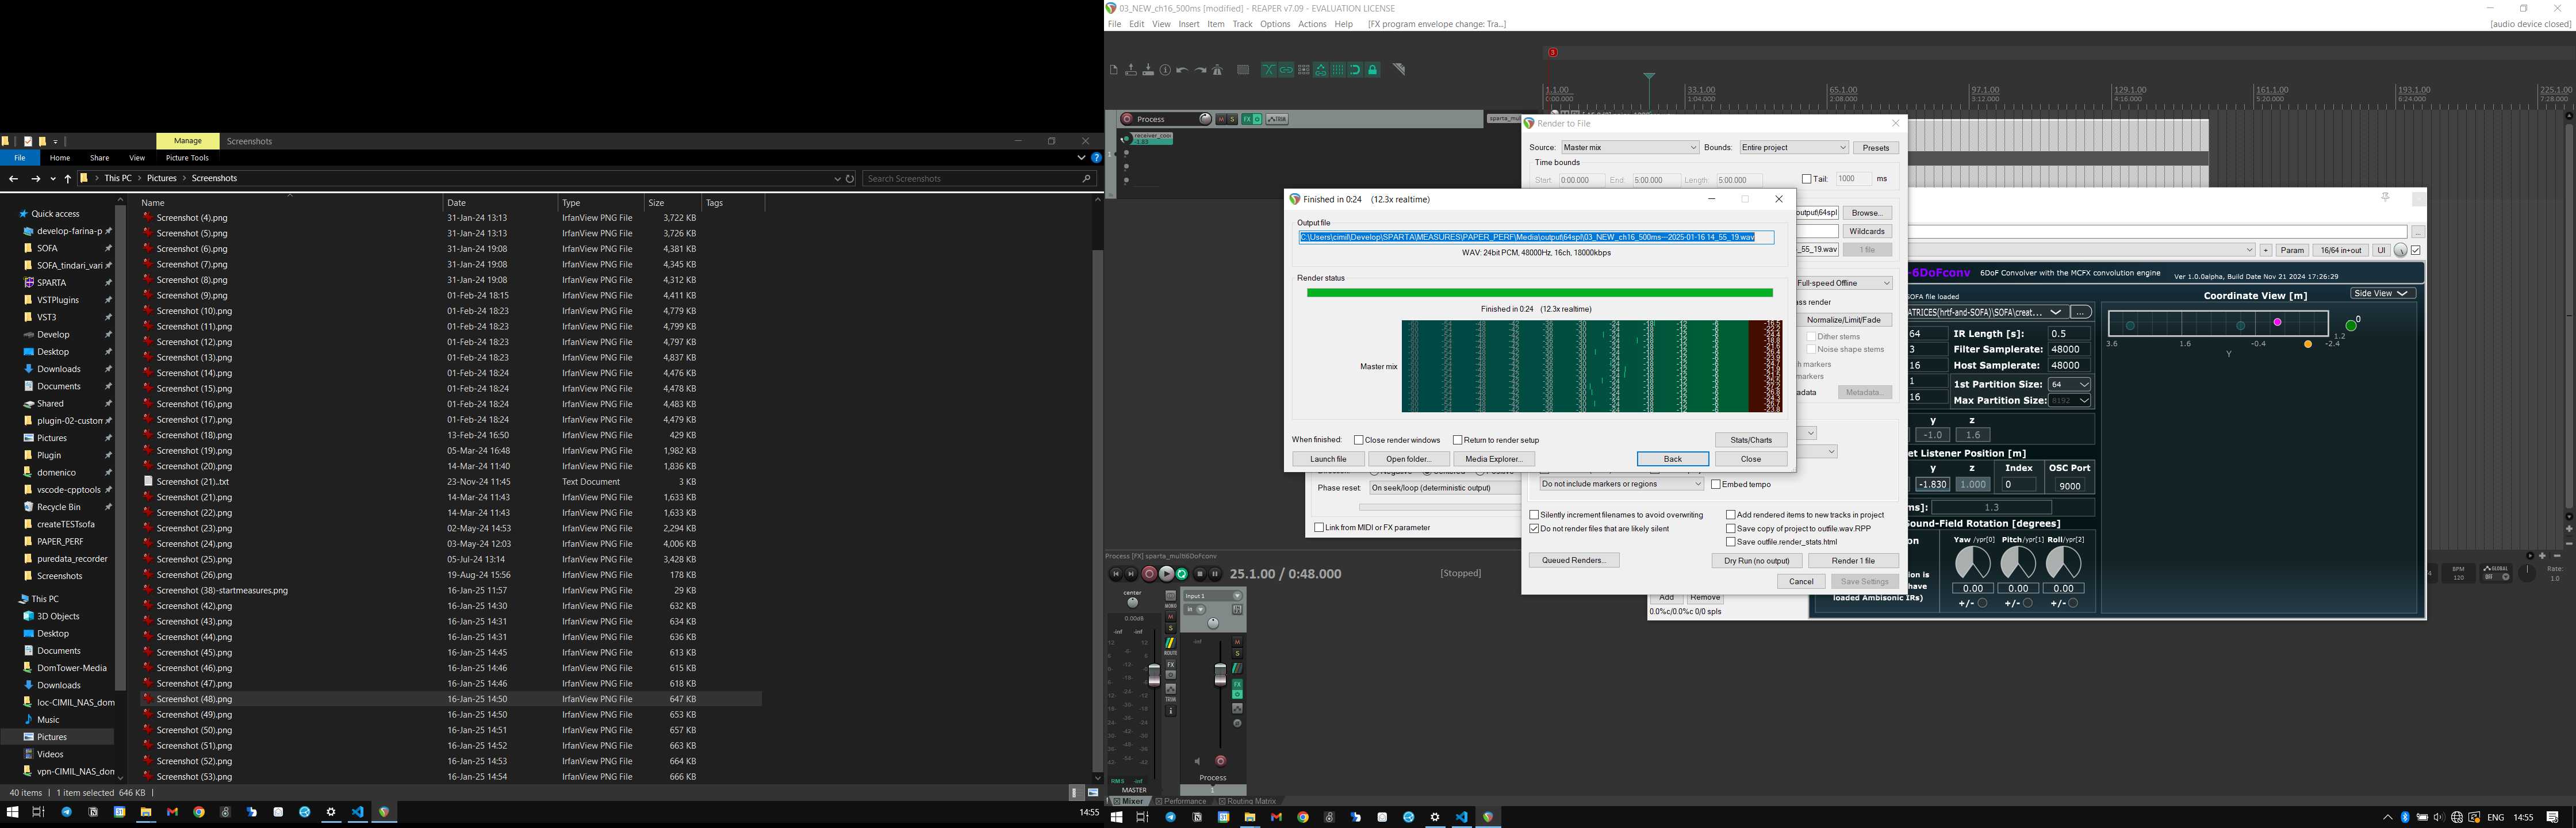 Manage
Screenshots
File
Home
Share
View
Picture Tools
This PC > Pictures > Screenshots
Search Screenshots
Quick access
develop-farina-p
SOFA
SOFA_tindari_vari
SPARTA
VSTPlugins
VST3
Develop
Desktop
Downloads
Documents
Shared
plugin-02-custom
Pictures
Plugin
domenico
vscode-cpptools
Recycle Bin
createTESTsofa
PAPER_PERF
puredata_recorder
Screenshots
This PC
3D Objects
Desktop
Documents
DomTower-Media
Downloads
loc-CIMIL_NAS_dom
Music
Pictures
Videos
vpn-CIMIL_NAS_don
Name Date Type Size Tags
Screenshot (4).png 31-Jan-24 13:13 IrfanView PNG File 3,722 KB
Screenshot (5).png 31-Jan-24 13:13 IrfanView PNG File 3,726 KB
Screenshot (6).png 31-Jan-24 19:08 IrfanView PNG File 4,381 KB
Screenshot (7).png 31-Jan-24 19:08 IrfanView PNG File 4,345 KB
Screenshot (8).png 31-Jan-24 19:08 IrfanView PNG File 4,312 KB
Screenshot (9).png 01-Feb-24 18:15 IrfanView PNG File 4,411 KB
Screenshot (10).png 01-Feb-24 18:23 IrfanView PNG File 4,779 KB
Screenshot (11).png 01-Feb-24 18:23 IrfanView PNG File 4,799 KB
Screenshot (12).png 01-Feb-24 18:23 IrfanView PNG File 4,797 KB
Screenshot (13).png 01-Feb-24 18:23 IrfanView PNG File 4,837 KB
Screenshot (14).png 01-Feb-24 18:24 IrfanView PNG File 4,476 KB
Screenshot (15).png 01-Feb-24 18:24 IrfanView PNG File 4,478 KB
Screenshot (16).png 01-Feb-24 18:24 IrfanView PNG File 4,483 KB
Screenshot (17).png 01-Feb-24 18:24 IrfanView PNG File 4,479 KB
Screenshot (18).png 13-Feb-24 16:50 IrfanView PNG File 429 KB
Screenshot (19).png 05-Mar-24 16:48 IrfanView PNG File 1,982 KB
Screenshot (20).png 14-Mar-24 11:40 IrfanView PNG File 1,836 KB
Screenshot (21)..txt 23-Nov-24 11:45 Text Document 3 KB
Screenshot (21).png 14-Mar-24 11:43 IrfanView PNG File 1,633 KB
Screenshot (22).png 14-Mar-24 11:43 IrfanView PNG File 1,633 KB
Screenshot (23).png 02-May-24 14:53 IrfanView PNG File 2,294 KB
Screenshot (24).png 03-May-24 12:03 IrfanView PNG File 4,006 KB
Screenshot (25).png 05-Jul-24 13:14 IrfanView PNG File 3,428 KB
Screenshot (26).png 19-Aug-24 15:56 IrfanView PNG File 178 KB
Screenshot (38)-startmeasures.png 16-Jan-25 11:57 IrfanView PNG File 29 KB
Screenshot (42).png 16-Jan-25 14:30 IrfanView PNG File 632 KB
Screenshot (43).png 16-Jan-25 14:31 IrfanView PNG File 634 KB
Screenshot (44).png 16-Jan-25 14:31 IrfanView PNG File 636 KB
Screenshot (45).png 16-Jan-25 14:45 IrfanView PNG File 613 KB
Screenshot (46).png 16-Jan-25 14:46 IrfanView PNG File 615 KB
Screenshot (47).png 16-Jan-25 14:46 IrfanView PNG File 618 KB
Screenshot (48).png 16-Jan-25 14:50 IrfanView PNG File 647 KB
Screenshot (49).png 16-Jan-25 14:50 IrfanView PNG File 653 KB
Screenshot (50).png 16-Jan-25 14:51 IrfanView PNG File 657 KB
Screenshot (51).png 16-Jan-25 14:52 IrfanView PNG File 663 KB
Screenshot (52).png 16-Jan-25 14:53 IrfanView PNG File 664 KB
Screenshot (53).png 16-Jan-25 14:54 IrfanView PNG File 666 KB
40 items | 1 item selected 646 KB |
14:55
03_NEW_ch16_500ms [modified] - REAPER v7.09 - EVALUATION LICENSE
File Edit View Insert Item Track Options Actions Help [FX program envelope change: Tra...]
[audio device closed]
3
1.1.00 33.1.00 65.1.00 97.1.00 129.1.00 161.1.00 193.1.00 225.1.00
0:00.000 1:04.000 2:08.000 3:12.000 4:16.000 5:20.000 6:24.000 7:28.000
Process M S FX TRIM
1
Render to File
Source: Master mix Bounds: Entire project Presets
Time bounds
Start: 0:00.000 End: 5:00.000 Length: 5:00.000 Tail: 1000 ms
output\64spl Browse...
Wildcards
_55_19.wav 1 file
Full-speed Offline
Normalize/Limit/Fade
Dither stems
Noise shape stems
Metadata...
Finished in 0:24 (12.3x realtime)
Output file
C:\Users\cimil\Develop\SPARTA\MEASURES\PAPER_PERF\Media\output\64spl\03_NEW_ch16_500ms---2025-01-16 14_55_19.wav
WAV: 24bit PCM, 48000Hz, 16ch, 18000kbps
Render status
Finished in 0:24 (12.3x realtime)
Master mix
When finished: Close render windows Return to render setup Stats/Charts
Launch file Open folder... Media Explorer... Back Close
Phase reset: On seek/loop (deterministic output)
Link from MIDI or FX parameter
Do not include markers or regions Embed tempo
Silently increment filenames to avoid overwriting Add rendered items to new tracks in project
Do not render files that are likely silent Save copy of project to outfile.wav.RPP
Save outfile.render_stats.html
Queued Renders... Dry Run (no output) Render 1 file
Cancel Save Settings
Add Remove
0.0%c/0.0%c 0/0 spls
+ Param 16/64 in+out UI
-6DoFconv 6DoF Convolver with the MCFX convolution engine Ver 1.0.0alpha, Build Date Nov 21 2024 17:26:29
SOFA file loaded
ATRICES(hrtf-and-SOFA)\SOFA\creat... ...
Coordinate View [m] Side View
64 IR Length [s]: 0.5
3 Filter Samplerate: 48000
16 Host Samplerate: 48000
1 1st Partition Size: 64
16 Max Partition Size: 8192
3.6 1.6 -0.4 -2.4
1.2
0
Y
y z
-1.0 1.6
et Listener Position [m]
y z Index OSC Port
-1.830 1.000 0 9000
ms]: 1.3
ound-Field Rotation [degrees]
Yaw /ypr[0] Pitch/ypr[1] Roll/ypr[2]
0.00 0.00 0.00
+/- +/- +/-
loaded Ambisonic IRs)
Process [FX] sparta_multi6DoFconv
25.1.00 / 0:48.000 [Stopped]
BPM
120
GLOBAL
Rate:
1.0
center
0.00dB
-inf -inf
MONO
M
S
ROUTE
FX
TRIM
RMS -inf
MASTER
Input 1
in
-inf
M
S
FX
Process
1
Mixer Performance Routing Matrix
ENG 14:55